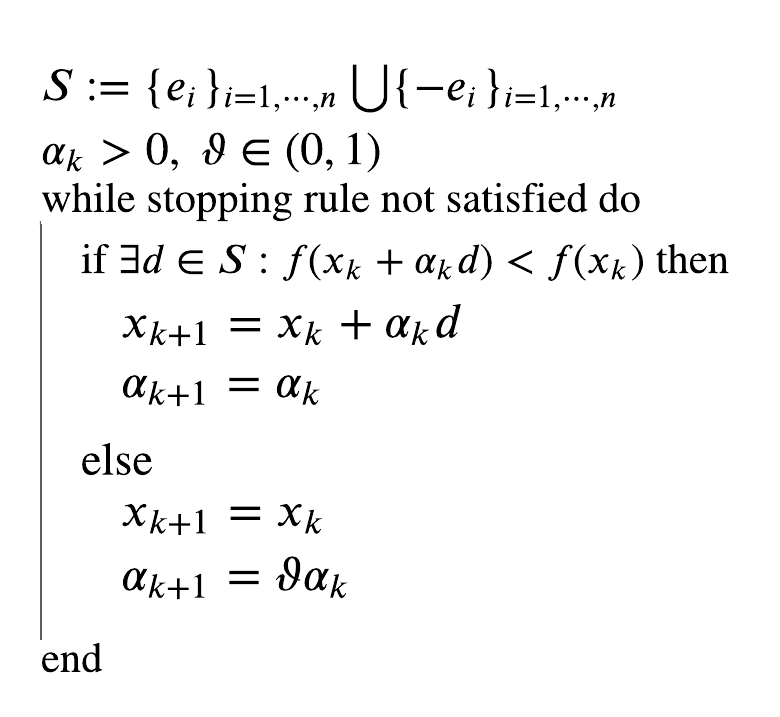 S := {e_i}_{i=1,⋯,n} ⋃{−e_i}_{i=1,⋯,n}
α_k > 0, ϑ ∈ (0, 1)
while stopping rule not satisfied do
if ∃d ∈ S : f(x_k + α_k d) < f(x_k) then
x_{k+1} = x_k + α_k d
α_{k+1} = α_k
else
x_{k+1} = x_k
α_{k+1} = ϑα_k
end